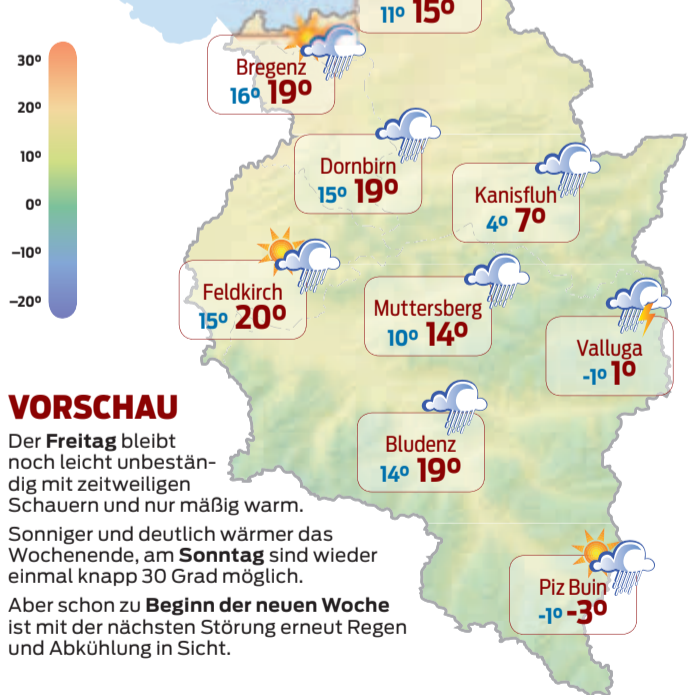 11° 15°
Bregenz
16° 19°
30°
20°
10°
0°
–10°
–20°
Dornbirn
15° 19°
Kanisfluh
4° 7°
Feldkirch
15° 20°
Muttersberg
10° 14°
Valluga
-1° 1°
VORSCHAU
Der Freitag bleibt
noch leicht unbestän-
dig mit zeitweiligen
Schauern und nur mäßig warm.
Sonniger und deutlich wärmer das
Wochenende, am Sonntag sind wieder
einmal knapp 30 Grad möglich.
Aber schon zu Beginn der neuen Woche
ist mit der nächsten Störung erneut Regen
und Abkühlung in Sicht.
Bludenz
14° 19°
Piz Buin
-1° -3°